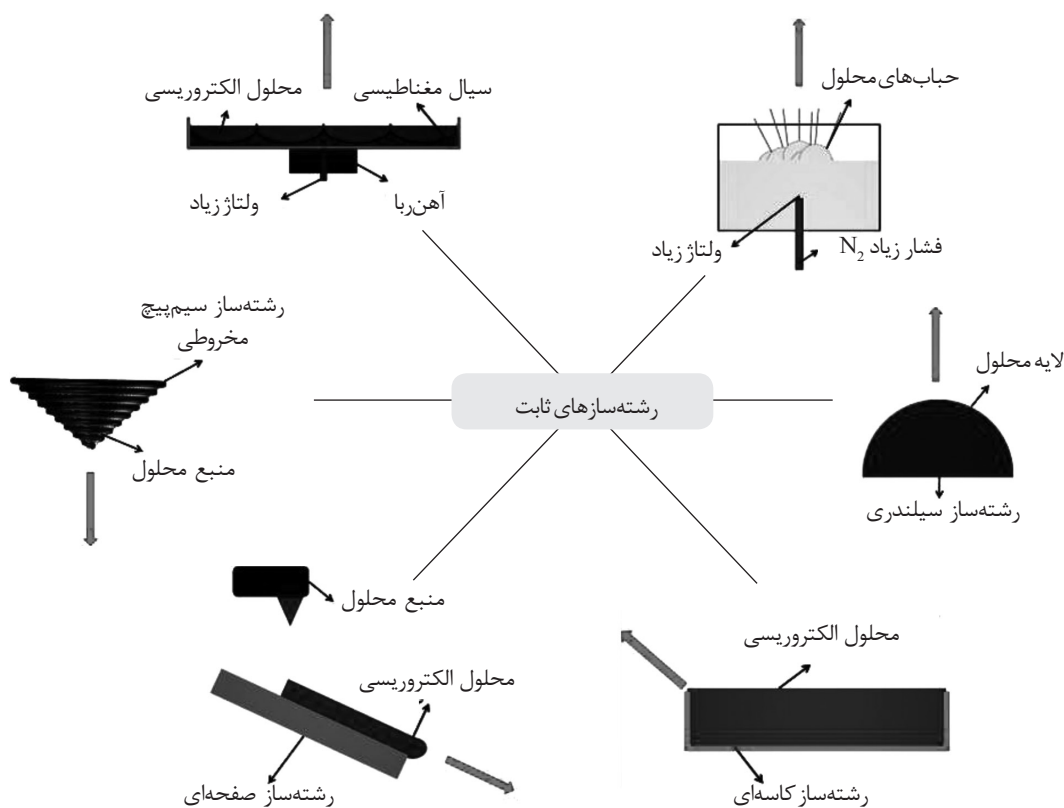 سیال مغناطیسی
محلول الکتروریسی
آهن‌ربا
ولتاژ زیاد
حباب‌های محلول
فشار زیاد N₂
ولتاژ زیاد
رشته‌ساز سیم‌پیچ
مخروطی
منبع محلول
رشته‌سازهای ثابت
لایه محلول
رشته‌ساز سیلندری
منبع محلول
محلول الکتروریسی
رشته‌ساز صفحه‌ای
محلول الکتروریسی
رشته‌ساز کاسه‌ای